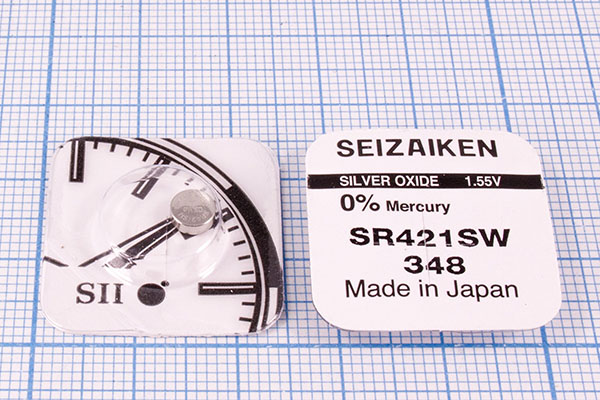 SII
SEIZAIKEN
SILVER OXIDE 1.55V
0% Mercury
SR421SW
348
Made in Japan